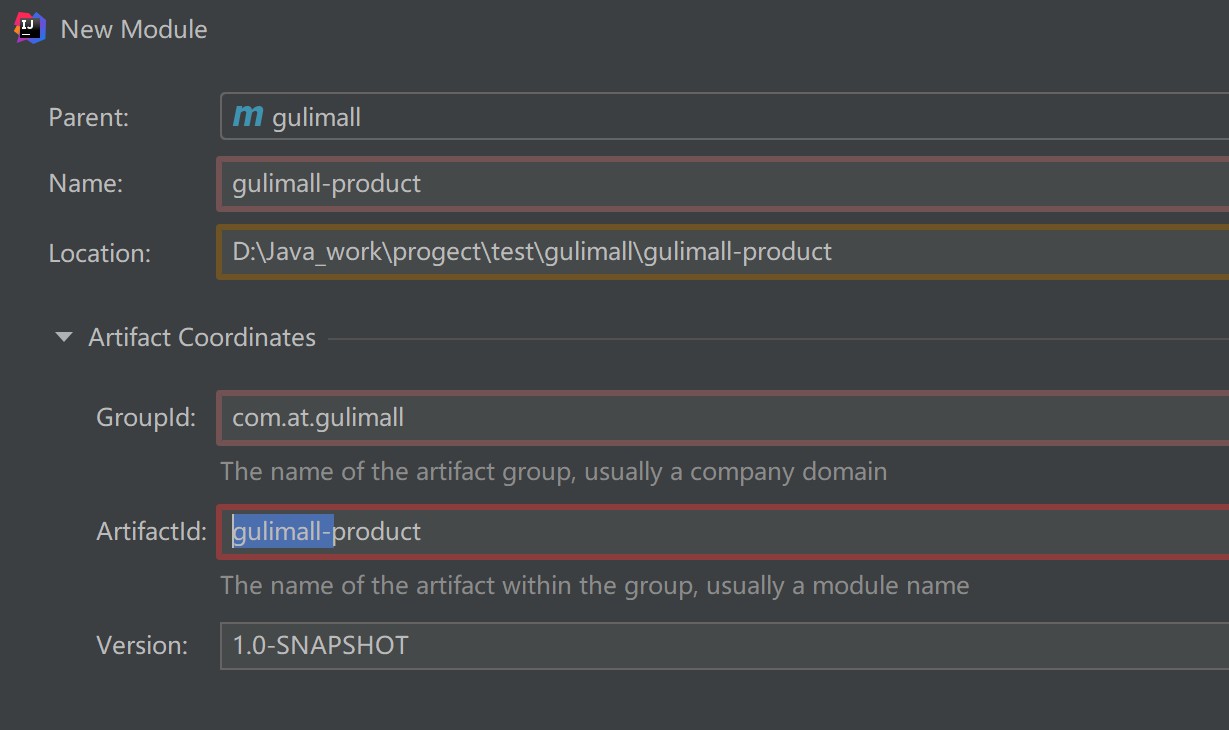 IJ New Module
Parent: m gulimall
Name: gulimall-product
Location: D:\Java_work\progect\test\gulimall\gulimall-product
Artifact Coordinates
GroupId: com.at.gulimall
The name of the artifact group, usually a company domain
ArtifactId: gulimall-product
The name of the artifact within the group, usually a module name
Version: 1.0-SNAPSHOT